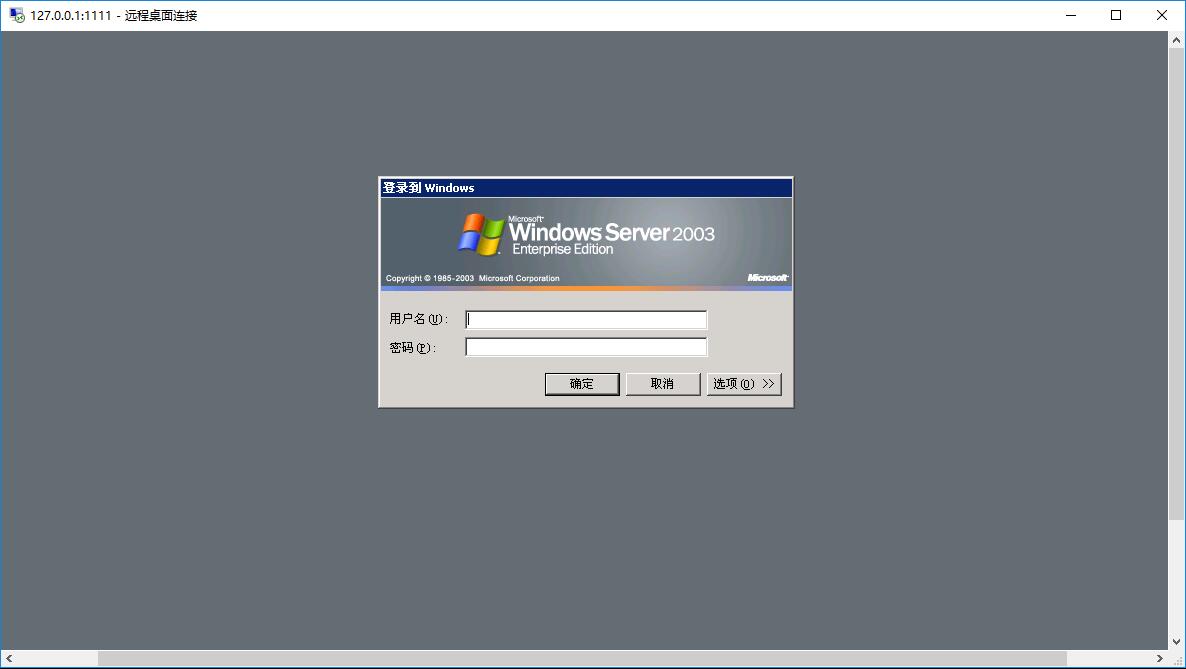 127.0.0.1:1111 - 远程桌面连接
登录到 Windows
Microsoft®
Windows Server 2003
Enterprise Edition
Copyright © 1985-2003 Microsoft Corporation
Microsoft®
用户名(U):
密码(P):
确定 取消 选项(O) >>